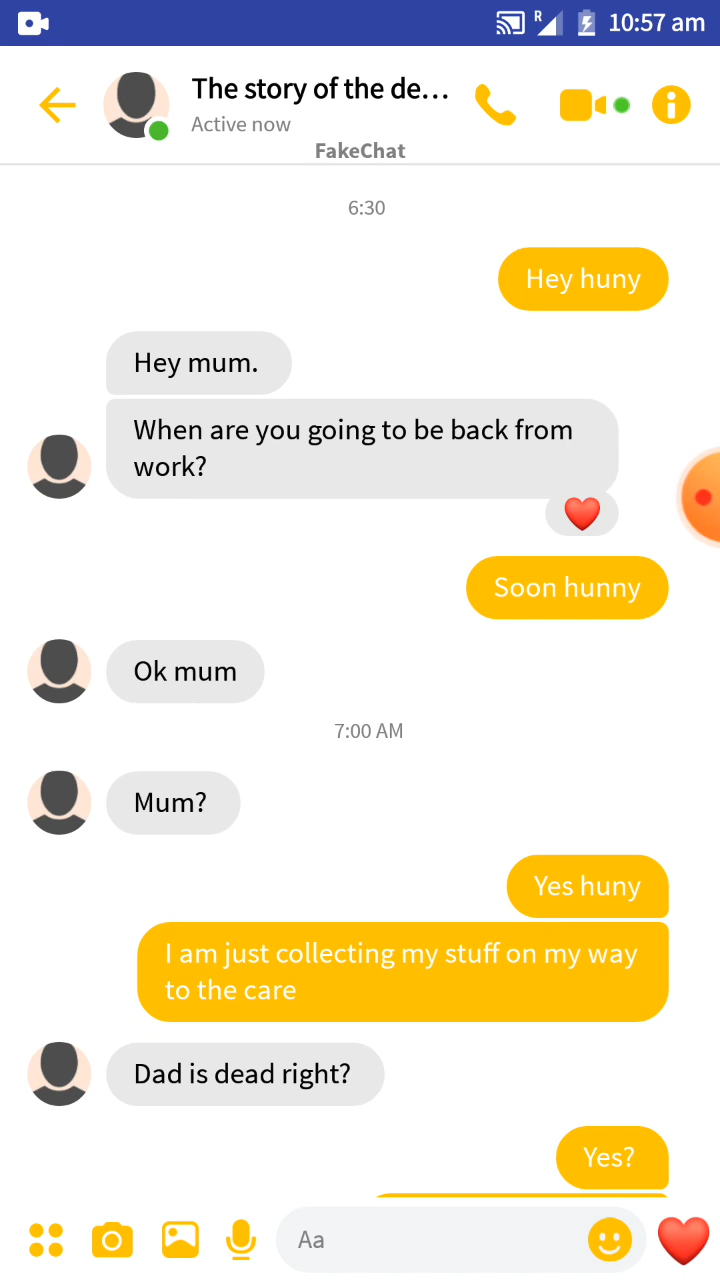 R 10:57 am
The story of the de...
Active now
FakeChat
6:30
Hey huny
Hey mum.
When are you going to be back from
work?
Soon hunny
Ok mum
7:00 AM
Mum?
Yes huny
I am just collecting my stuff on my way
to the care
Dad is dead right?
Yes?
Aa